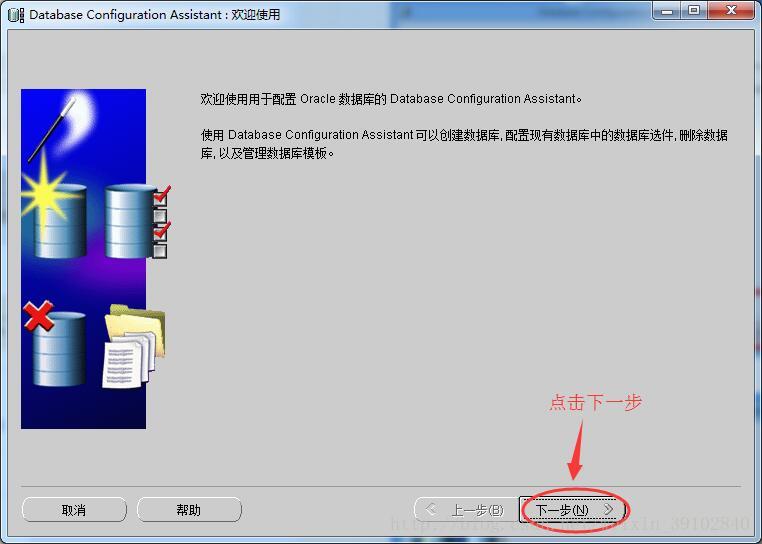 Database Configuration Assistant : 欢迎使用
欢迎使用用于配置 Oracle 数据库的 Database Configuration Assistant。
使用 Database Configuration Assistant 可以创建数据库, 配置现有数据库中的数据库选件, 删除数据
库, 以及管理数据库模板。
点击下一步
取消
帮助
上一步(B)
下一步(N)